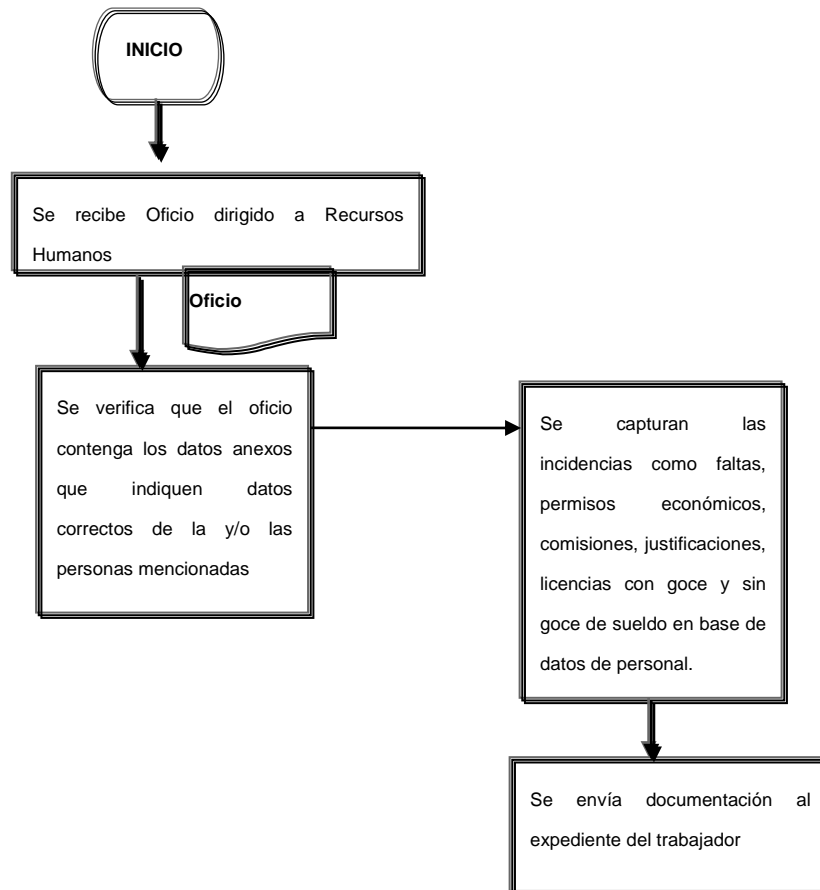 INICIO
Se recibe Oficio dirigido a Recursos
Humanos
Oficio
Se verifica que el oficio
contenga los datos anexos
que indiquen datos
correctos de la y/o las
personas mencionadas
Se capturan las
incidencias como faltas,
permisos económicos,
comisiones, justificaciones,
licencias con goce y sin
goce de sueldo en base de
datos de personal.
Se envía documentación al
expediente del trabajador